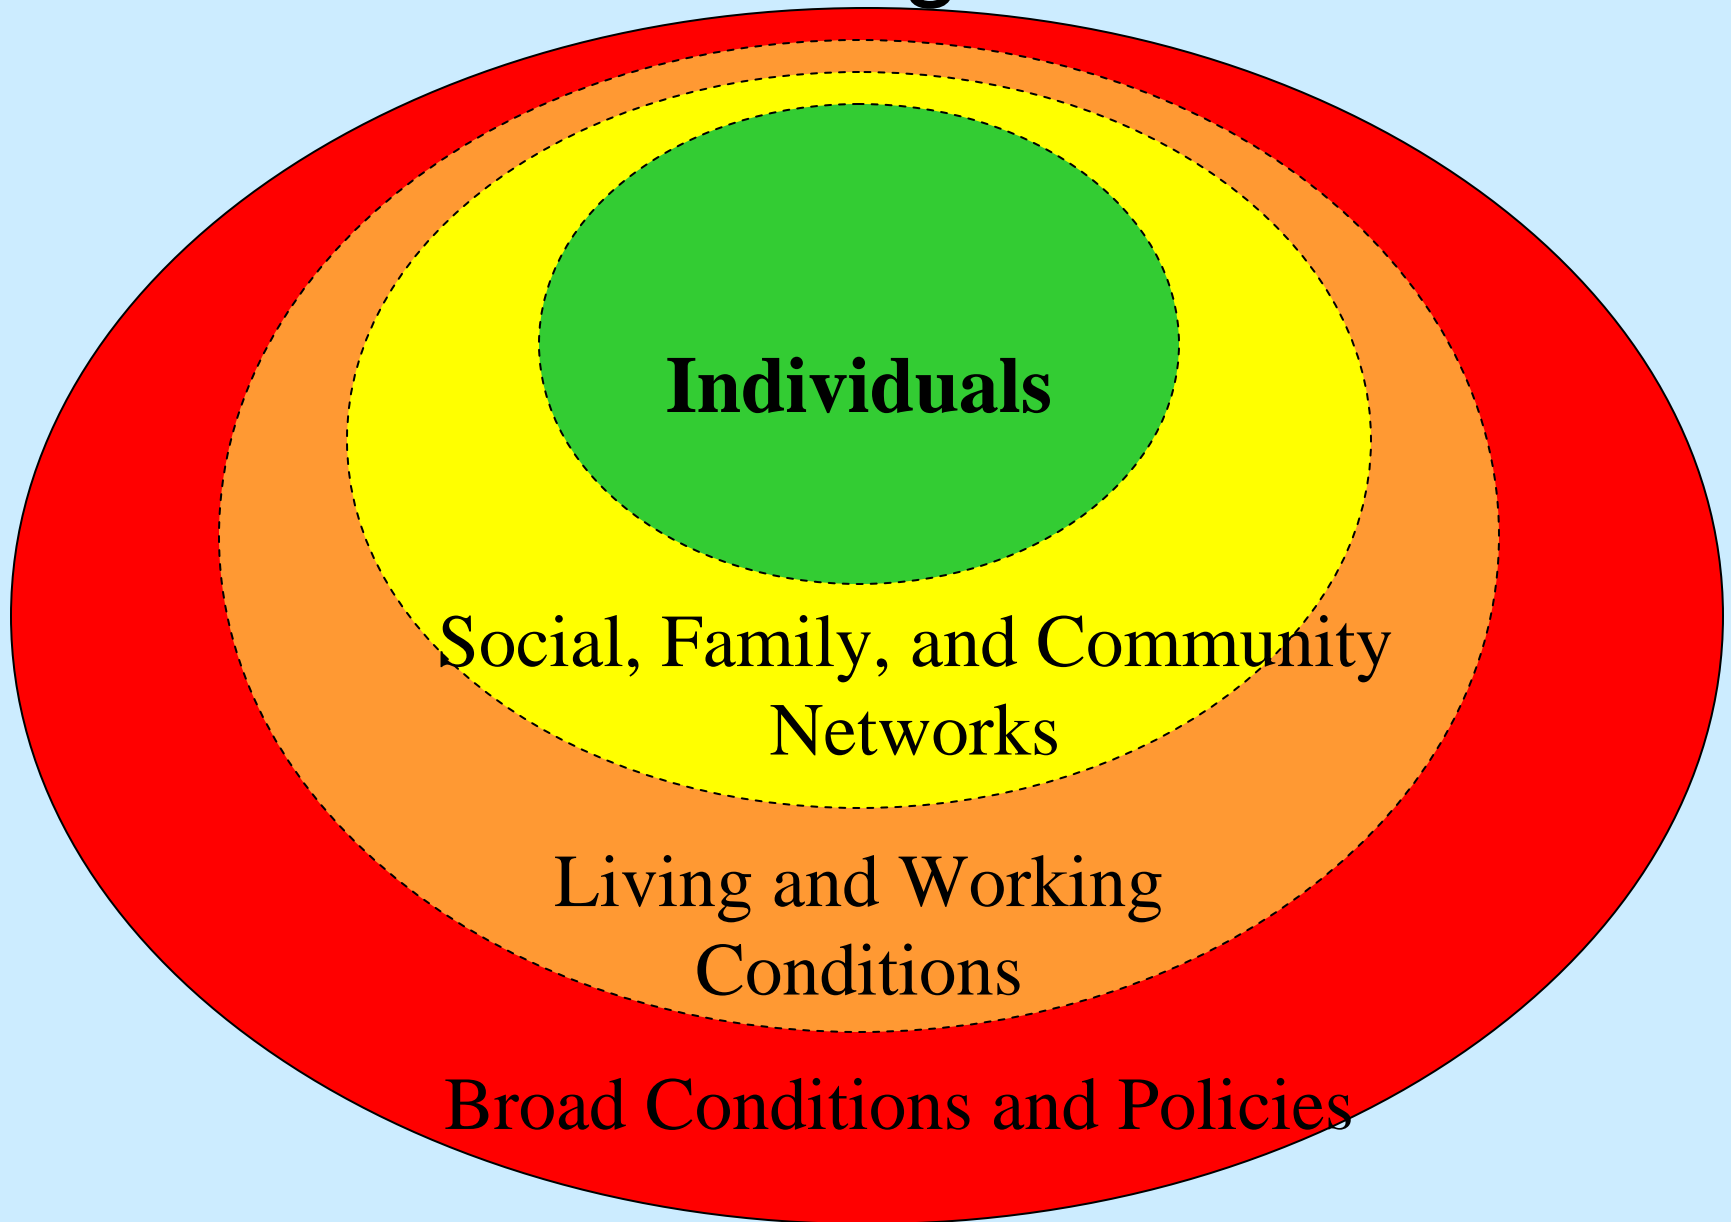 Individuals
Social, Family, and Community
Networks
Living and Working
Conditions
Broad Conditions and Policies